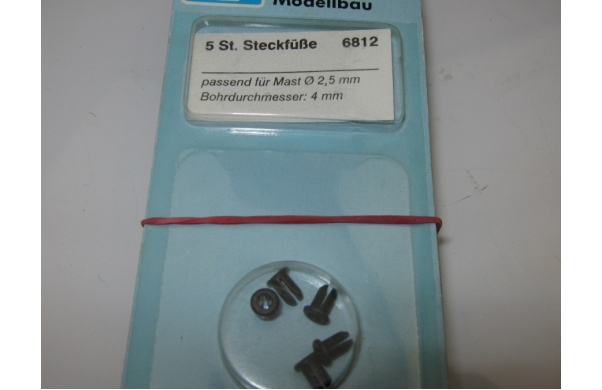 Modellbau
5 St. Steckfüße 6812
passend für Mast Ø 2,5 mm
Bohrdurchmesser: 4 mm